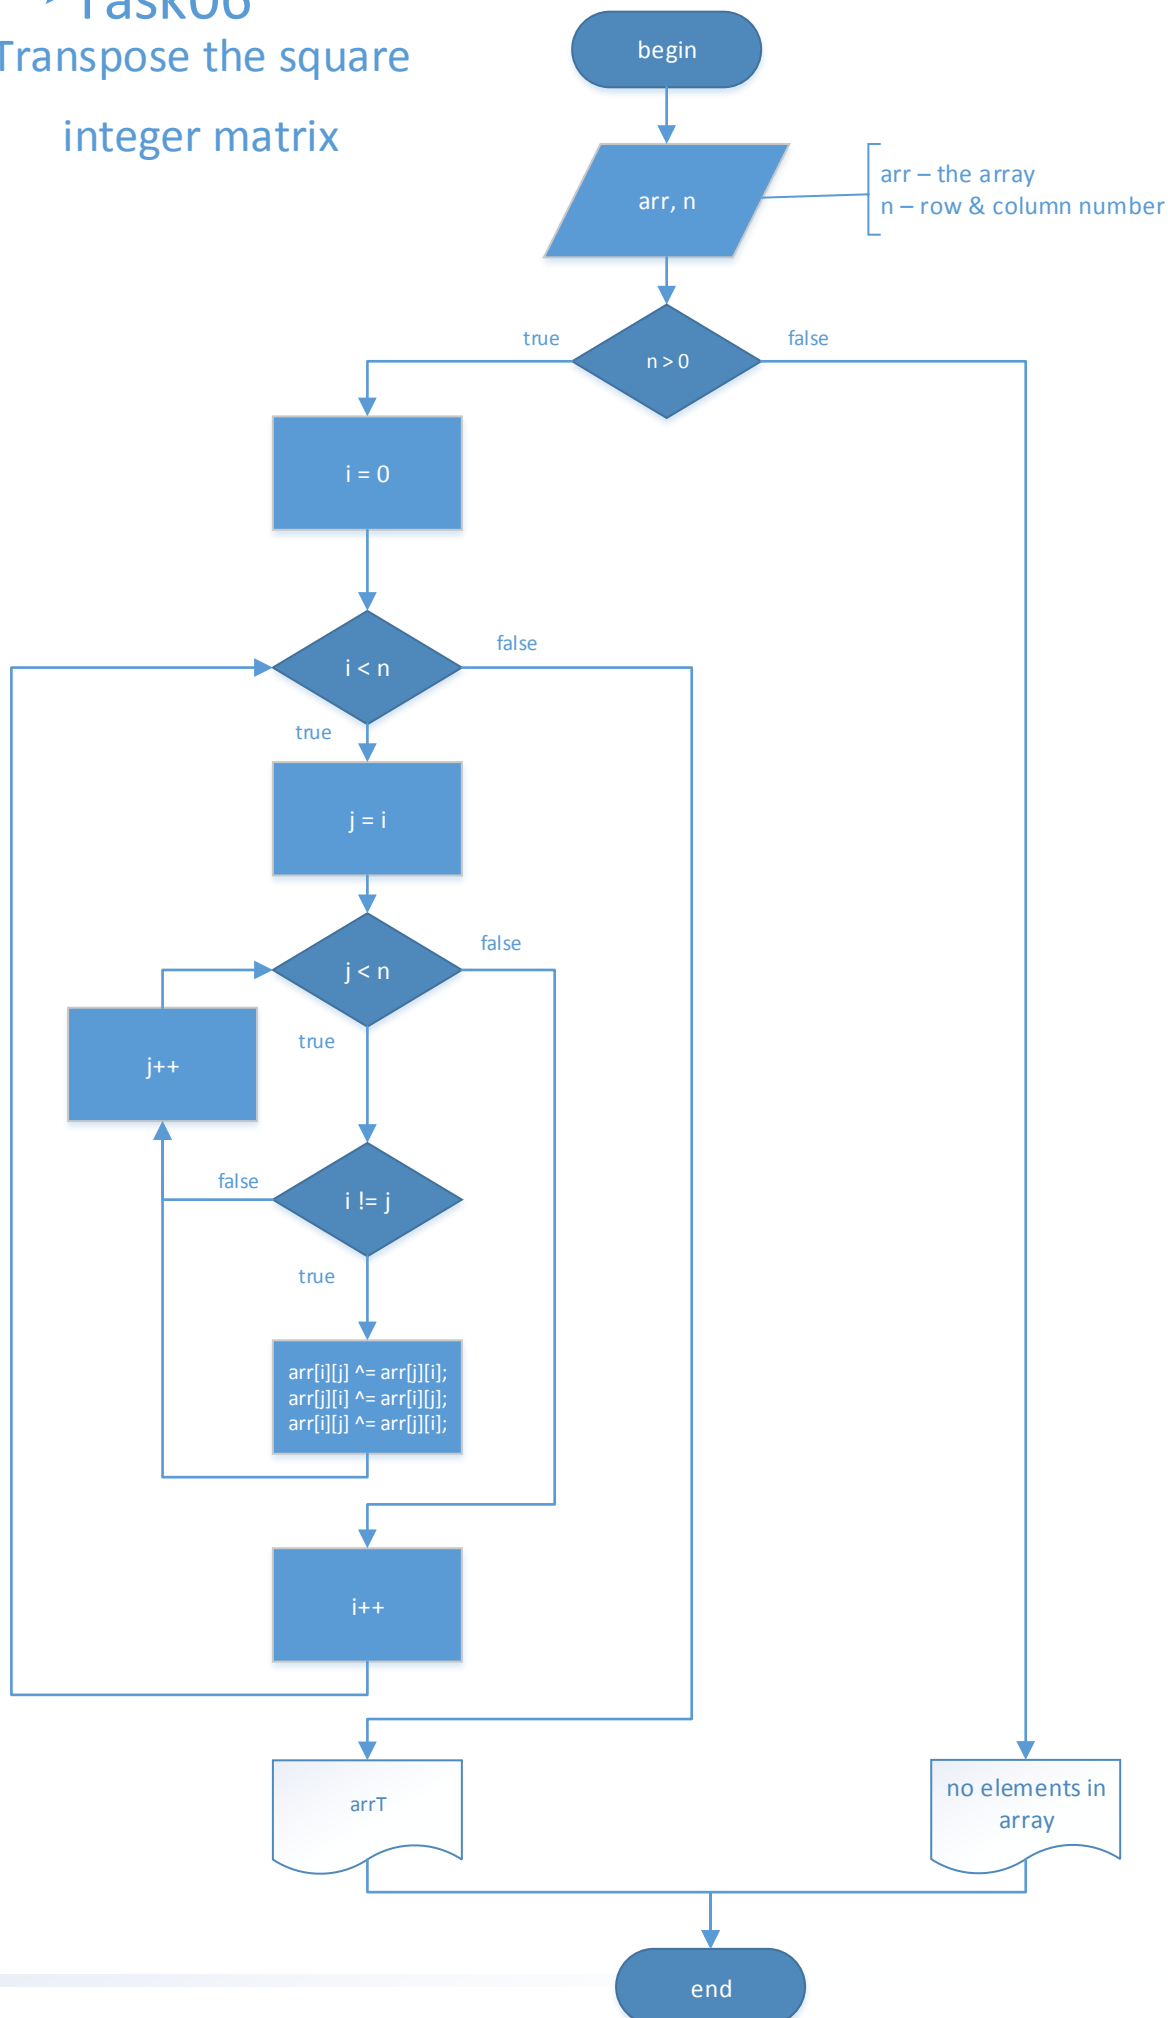 Task06
Transpose the square
integer matrix
begin
arr, n
arr – the array
n – row & column number
true
n > 0
false
i = 0
i < n
false
true
j = i
j < n
false
true
j++
i != j
false
true
arr[i][j] ^= arr[j][i];
arr[j][i] ^= arr[i][j];
arr[i][j] ^= arr[j][i];
i++
arrT
no elements in
array
end